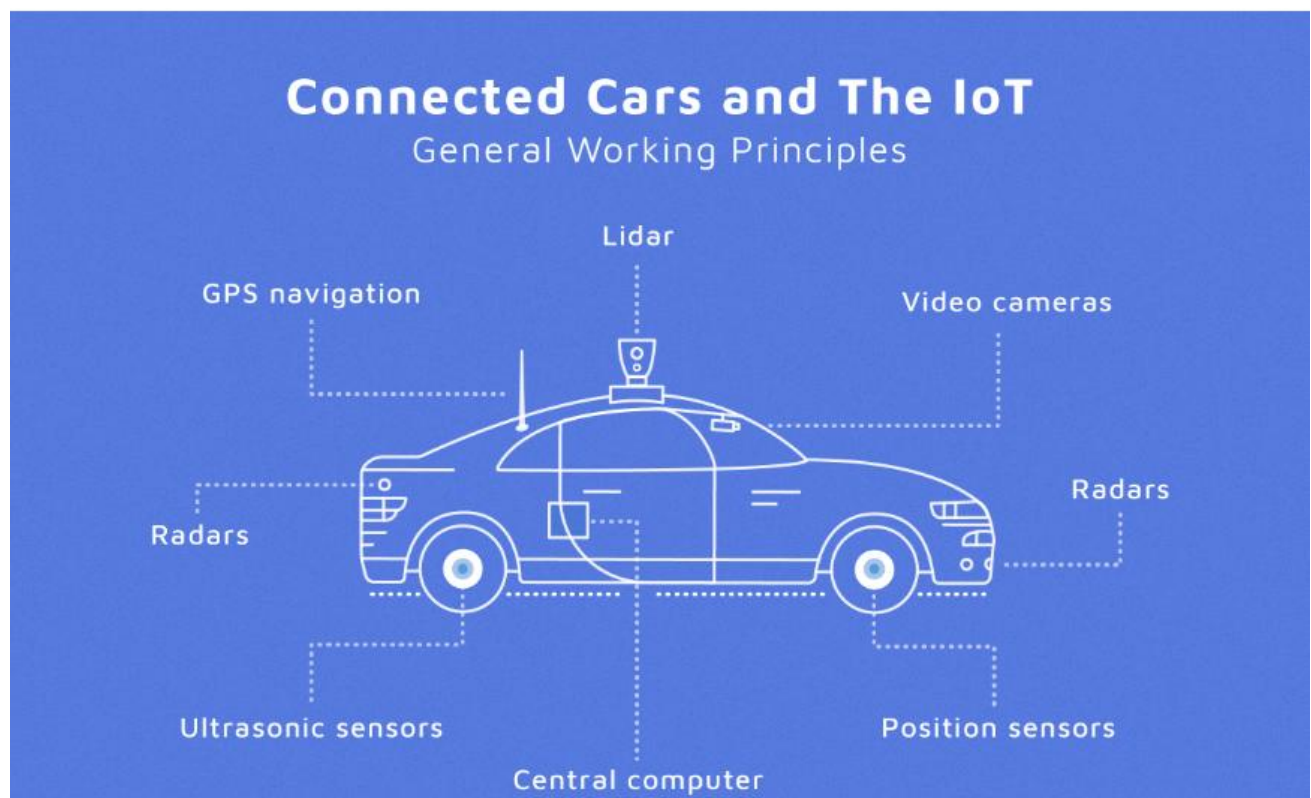 Connected Cars and The IoT
General Working Principles
Lidar
GPS navigation
Video cameras
Radars
Radars
Ultrasonic sensors
Position sensors
Central computer